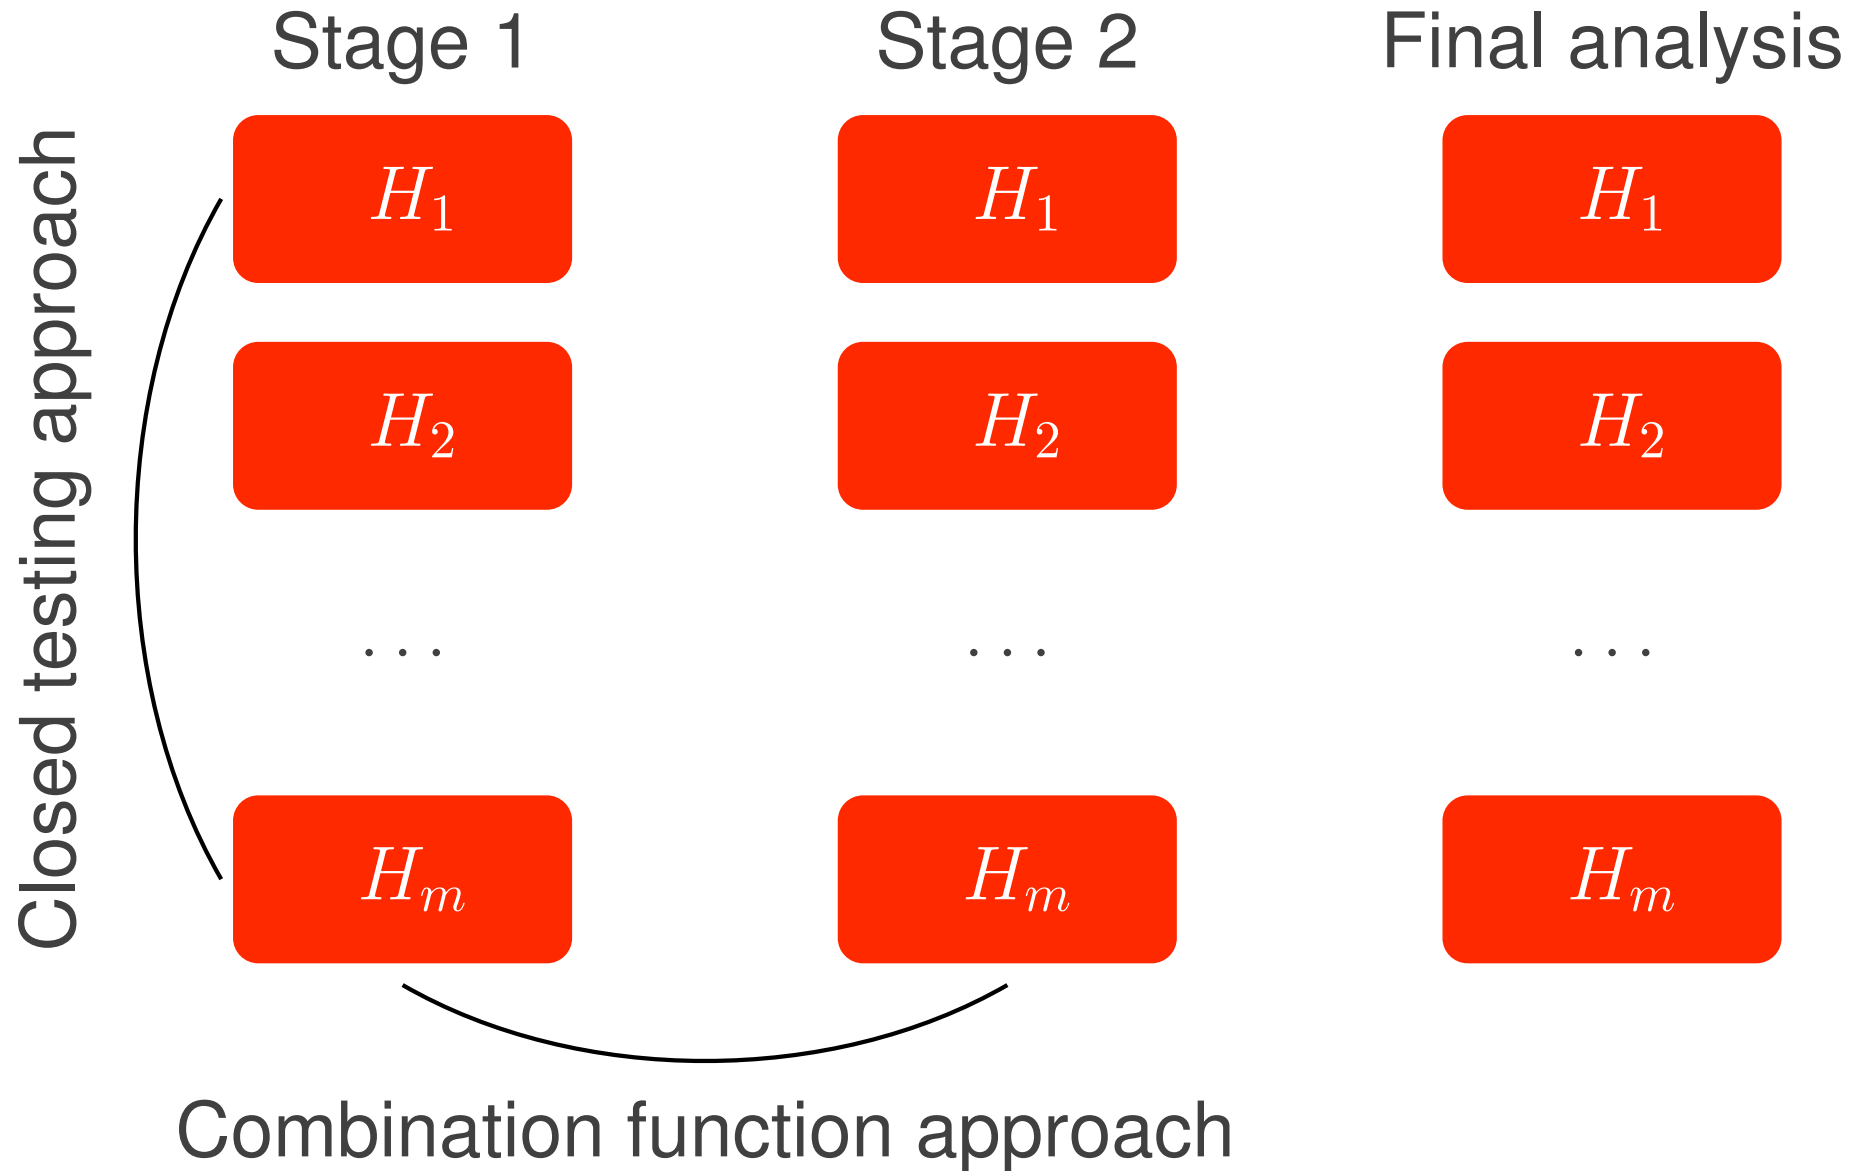 Stage 1 Stage 2 Final analysis
Closed testing approach
H₁ H₁ H₁
H₂ H₂ H₂
... ... ...
Hₘ Hₘ Hₘ
Combination function approach